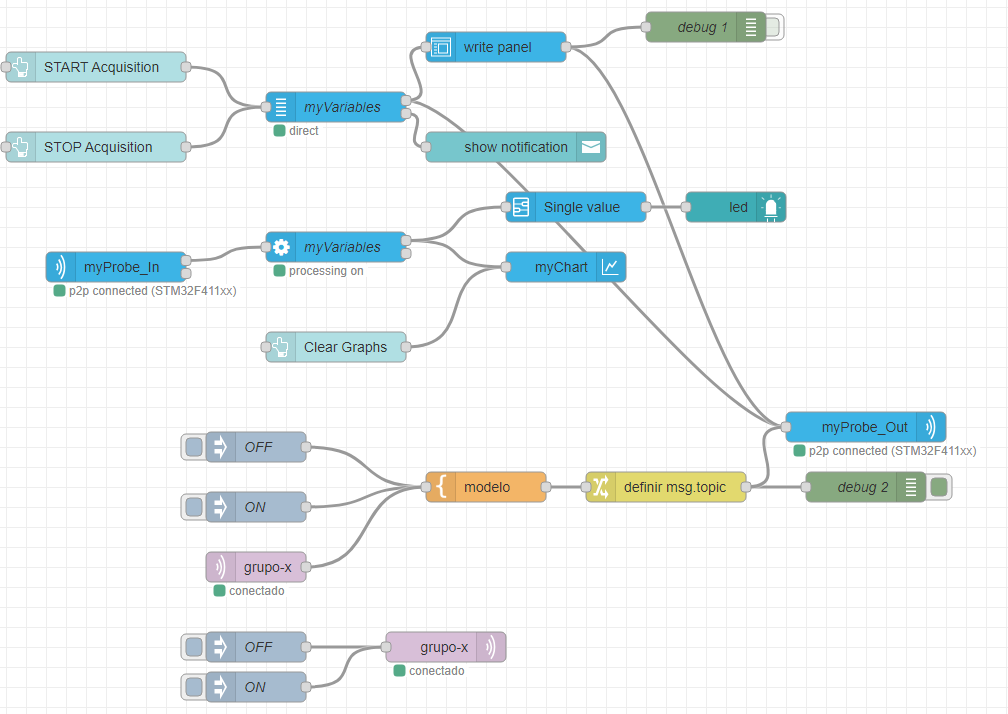 debug 1
write panel
START Acquisition
myVariables
direct
STOP Acquisition
show notification
Single value
led
myVariables
processing on
myProbe_In
p2p connected (STM32F411xx)
myChart
Clear Graphs
myProbe_Out
p2p connected (STM32F411xx)
OFF
modelo
definir msg.topic
debug 2
ON
grupo-x
conectado
OFF
grupo-x
conectado
ON